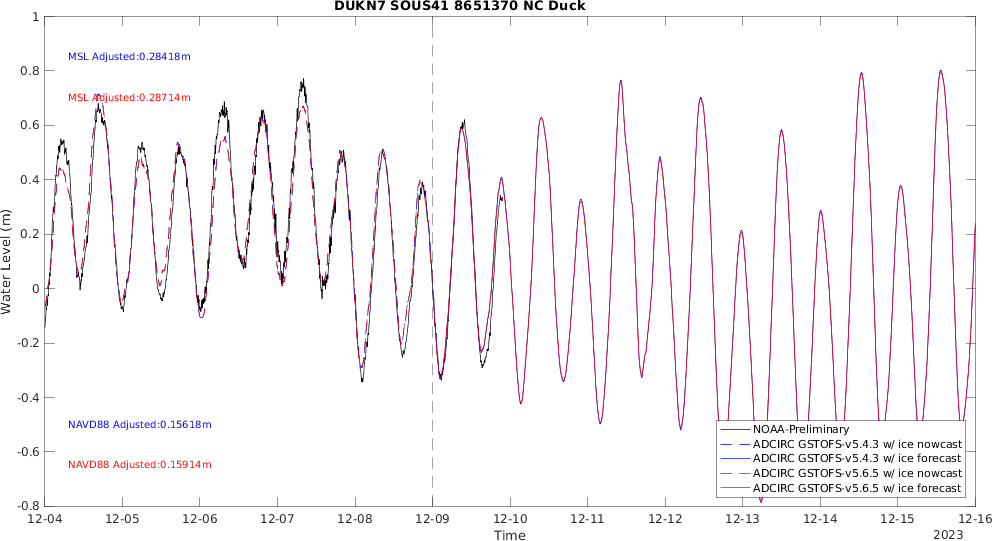 DUKN7 SOUS41 8651370 NC Duck
1
0.8
0.6
0.4
0.2
0
-0.2
-0.4
-0.6
-0.8
Water Level (m)
MSL Adjusted:0.28418m
MSL Adjusted:0.28714m
NAVD88 Adjusted:0.15618m
NAVD88 Adjusted:0.15914m
NOAA-Preliminary
ADCIRC GSTOFS-v5.4.3 w/ ice nowcast
ADCIRC GSTOFS-v5.4.3 w/ ice forecast
ADCIRC GSTOFS-v5.6.5 w/ ice nowcast
ADCIRC GSTOFS-v5.6.5 w/ ice forecast
12-04 12-05 12-06 12-07 12-08 12-09 12-10 12-11 12-12 12-13 12-14 12-15 12-16
Time
2023